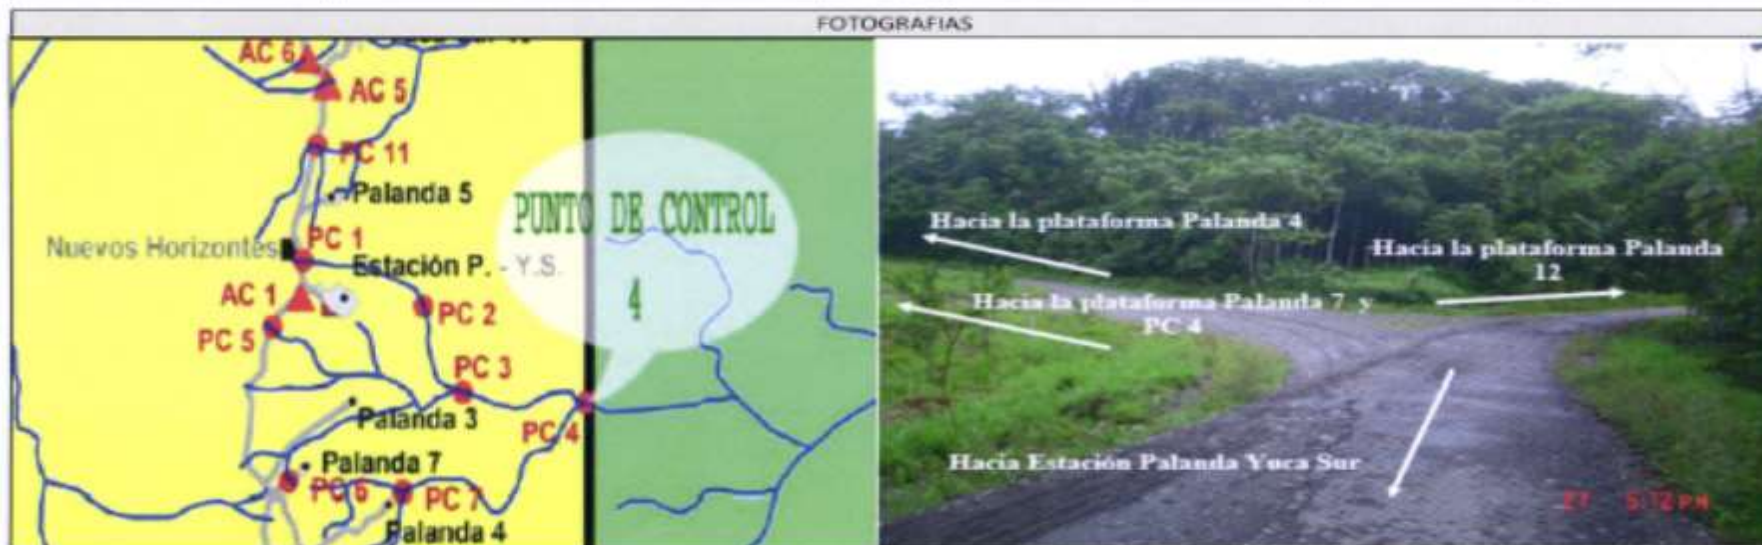 FOTOGRAFIAS
AC 6
AC 5
PC 11
Palanda 5
PUNTO DE CONTROL
4
Nuevos Horizontes
PC 1
Estación P. - Y.S.
AC 1
PC 2
PC 5
PC 3
Palanda 3
PC 4
Palanda 7
PC 6
PC 7
Palanda 4
Hacia la plataforma Palanda 4
Hacia la plataforma Palanda
12
Hacia la plataforma Palanda 7 y
PC 4
Hacia Estación Palanda Yuca Sur
27 5:12 PM